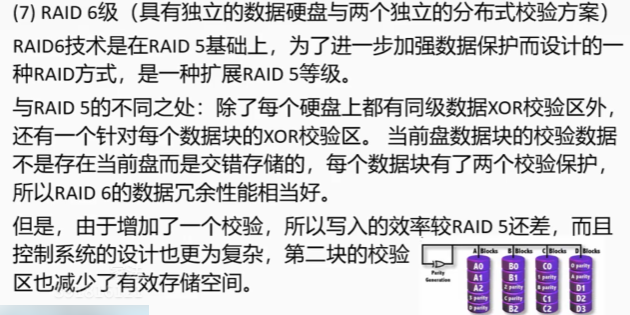 (7) RAID 6级（具有独立的数据硬盘与两个独立的分布式校验方案）
RAID6技术是在RAID 5基础上，为了进一步加强数据保护而设计的一
种RAID方式，是一种扩展RAID 5等级。
与RAID 5的不同之处：除了每个硬盘上都有同级数据XOR校验区外，
还有一个针对每个数据块的XOR校验区。 当前盘数据块的校验数据
不是存在当前盘而是交错存储的，每个数据块有了两个校验保护，
所以RAID 6的数据冗余性能相当好。
但是，由于增加了一个校验，所以写入的效率较RAID 5还差，而且
控制系统的设计也更为复杂，第二块的校验
区也减少了有效存储空间。
A Blocks B Blocks C Blocks D Blocks
Parity
Generation
A0 B0 C0 D parity
A1 B1 1 parity A parity
A2 2 parity B parity D1
3 parity C parity C1 D2
D parity B2 C2 D3